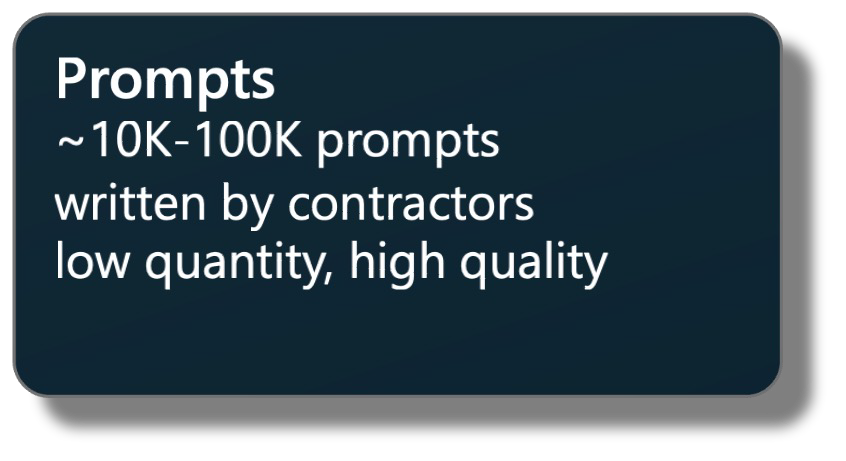 Prompts
~10K-100K prompts
written by contractors
low quantity, high quality